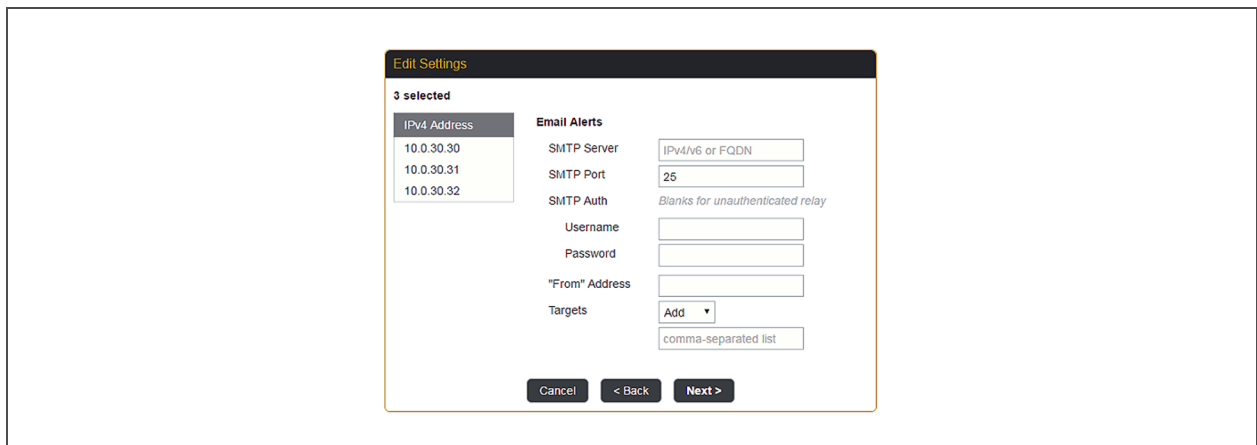 Edit Settings
3 selected
IPv4 Address
10.0.30.30
10.0.30.31
10.0.30.32
Email Alerts
SMTP Server
IPv4/v6 or FQDN
SMTP Port
25
SMTP Auth
Blanks for unauthenticated relay
Username
Password
"From" Address
Targets
Add
comma-separated list
Cancel
< Back
Next >